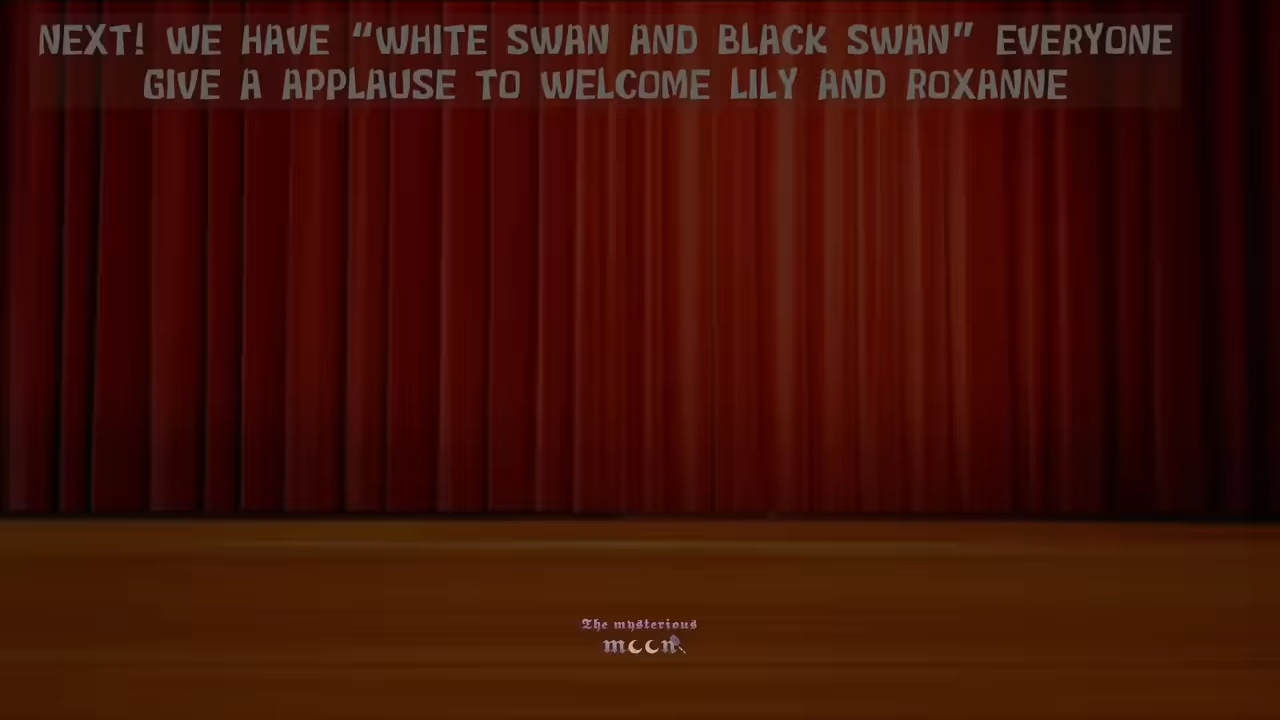 NEXT! WE HAVE “WHITE SWAN AND BLACK SWAN” EVERYONE
GIVE A APPLAUSE TO WELCOME LILY AND ROXANNE
The mysterious
moon